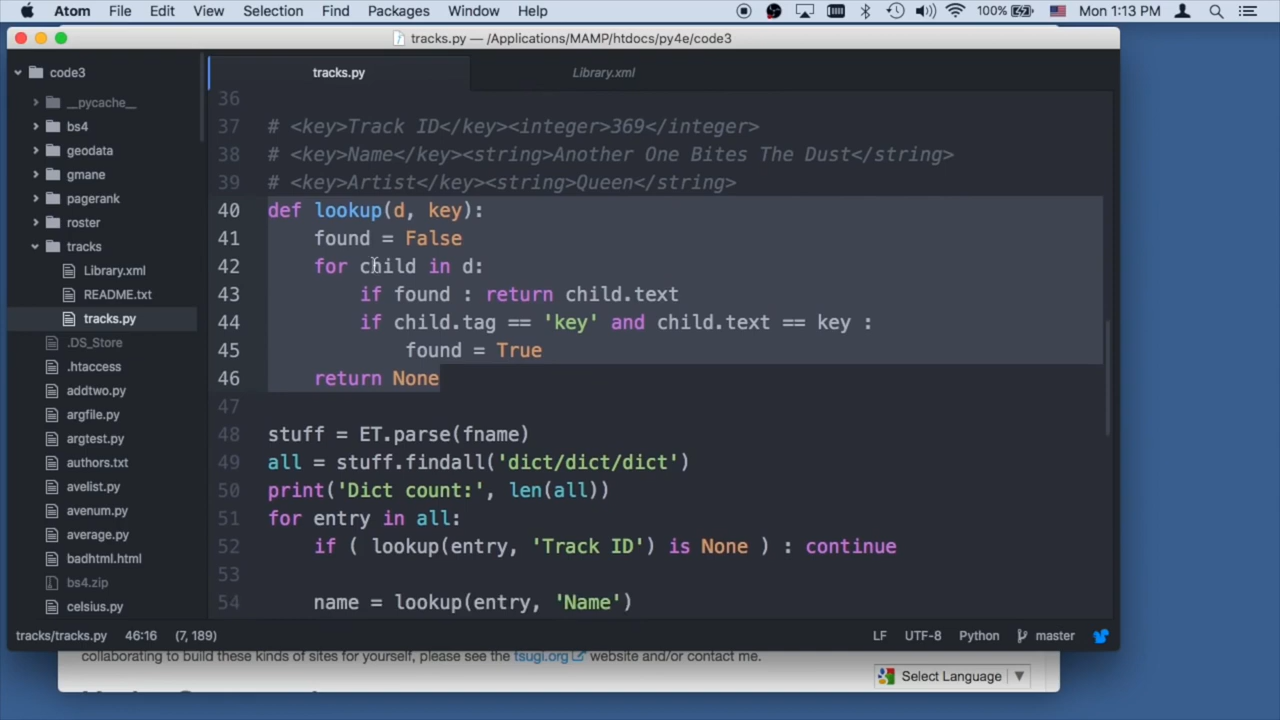 Atom File Edit View Selection Find Packages Window Help 100% Mon 1:13 PM
tracks.py — /Applications/MAMP/htdocs/py4e/code3
code3
__pycache__
bs4
geodata
gmane
pagerank
roster
tracks
Library.xml
README.txt
tracks.py
.DS_Store
.htaccess
addtwo.py
argfile.py
argtest.py
authors.txt
avelist.py
avenum.py
average.py
badhtml.html
bs4.zip
celsius.py
tracks.py Library.xml
36
37 # <key>Track ID</key><integer>369</integer>
38 # <key>Name</key><string>Another One Bites The Dust</string>
39 # <key>Artist</key><string>Queen</string>
40 def lookup(d, key):
41 found = False
42 for child in d:
43 if found : return child.text
44 if child.tag == 'key' and child.text == key :
45 found = True
46 return None
47
48 stuff = ET.parse(fname)
49 all = stuff.findall('dict/dict/dict')
50 print('Dict count:', len(all))
51 for entry in all:
52 if ( lookup(entry, 'Track ID') is None ) : continue
53
54 name = lookup(entry, 'Name')
tracks/tracks.py 46:16 (7, 189) LF UTF-8 Python master
collaborating to build these kinds of sites for yourself, please see the tsugi.org website and/or contact me.
Select Language ▼